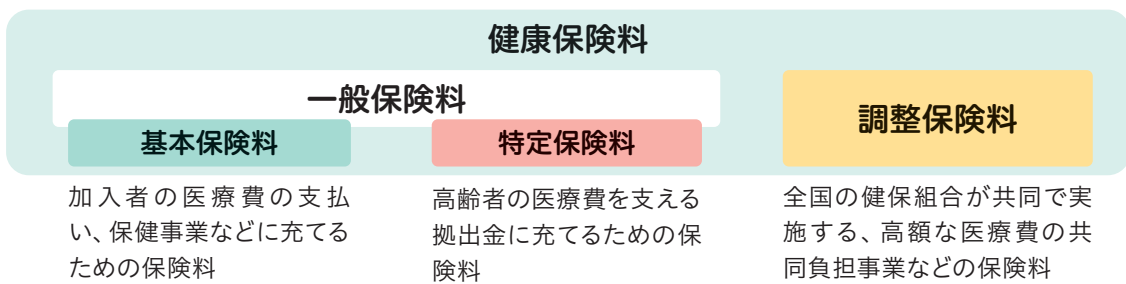 健康保険料
一般保険料
調整保険料
基本保険料
特定保険料
加入者の医療費の支払
い、保健事業などに充てる
ための保険料
高齢者の医療費を支える
拠出金に充てるための保
険料
全国の健保組合が共同で実
施する、高額な医療費の共
同負担事業などの保険料